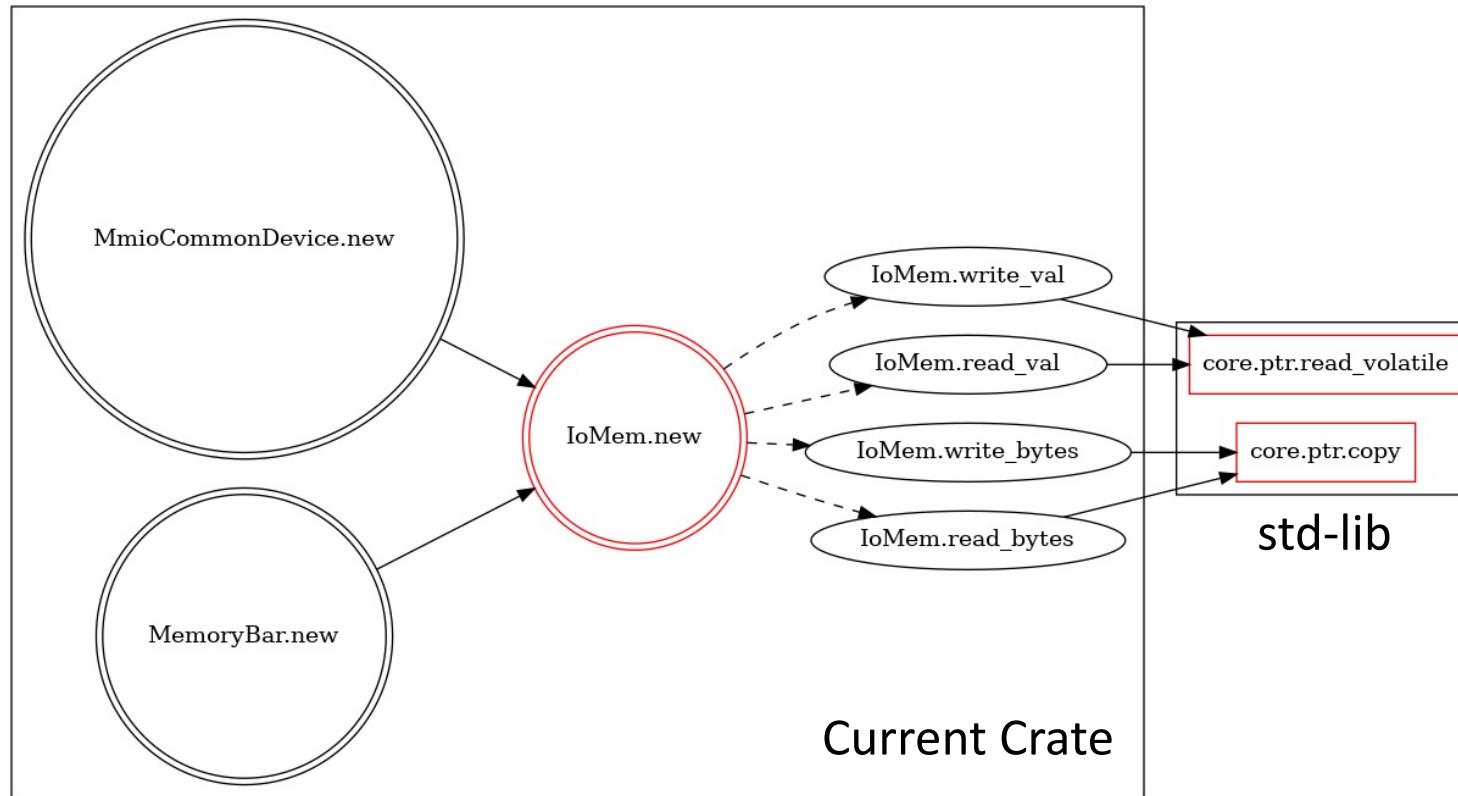 MmioCommonDevice.new
IoMem.write_val
IoMem.read_val
core.ptr.read_volatile
IoMem.new
IoMem.write_bytes
core.ptr.copy
IoMem.read_bytes
std-lib
MemoryBar.new
Current Crate